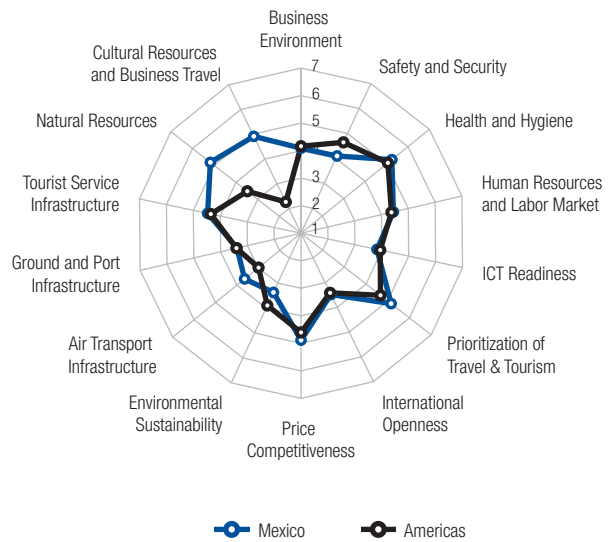 Business
Environment
Safety and Security
Health and Hygiene
Human Resources
and Labor Market
ICT Readiness
Prioritization of
Travel & Tourism
International
Openness
Price
Competitiveness
Environmental
Sustainability
Air Transport
Infrastructure
Ground and Port
Infrastructure
Tourist Service
Infrastructure
Natural Resources
Cultural Resources
and Business Travel
7
6
5
4
3
2
1
Mexico
Americas